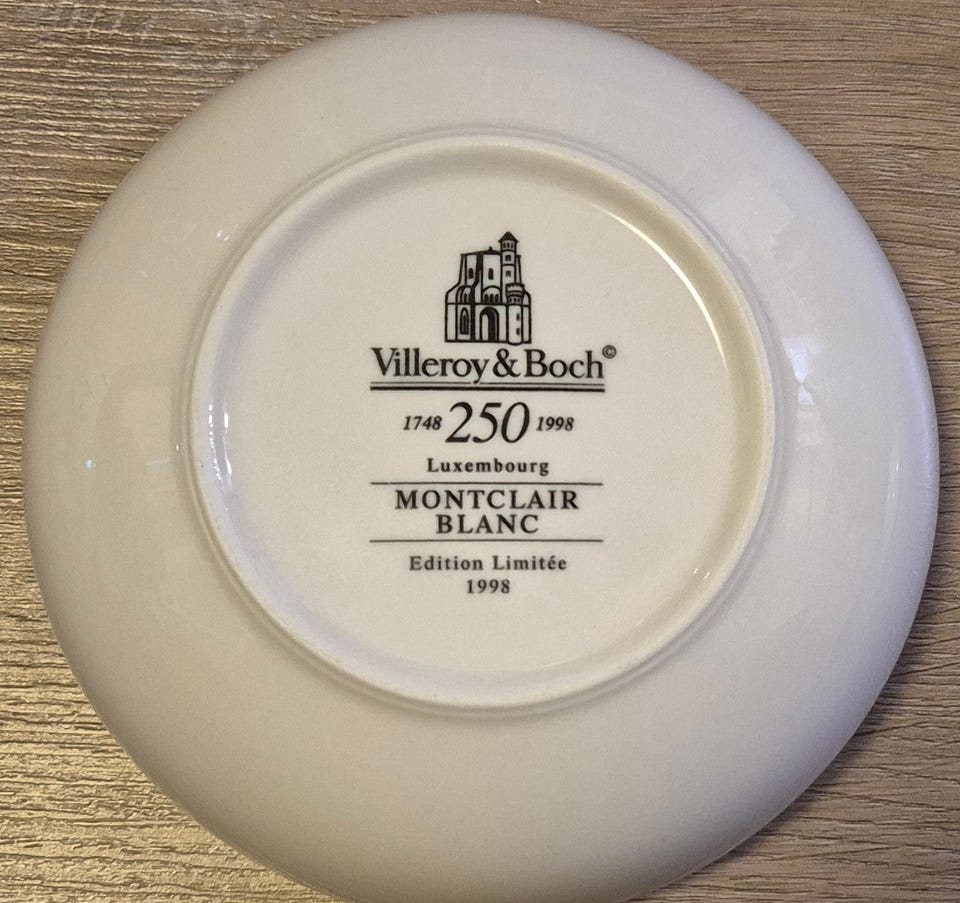 Villeroy & Boch©
1748 250 1998
Luxembourg
MONTCLAIR
BLANC
Edition Limitée
1998